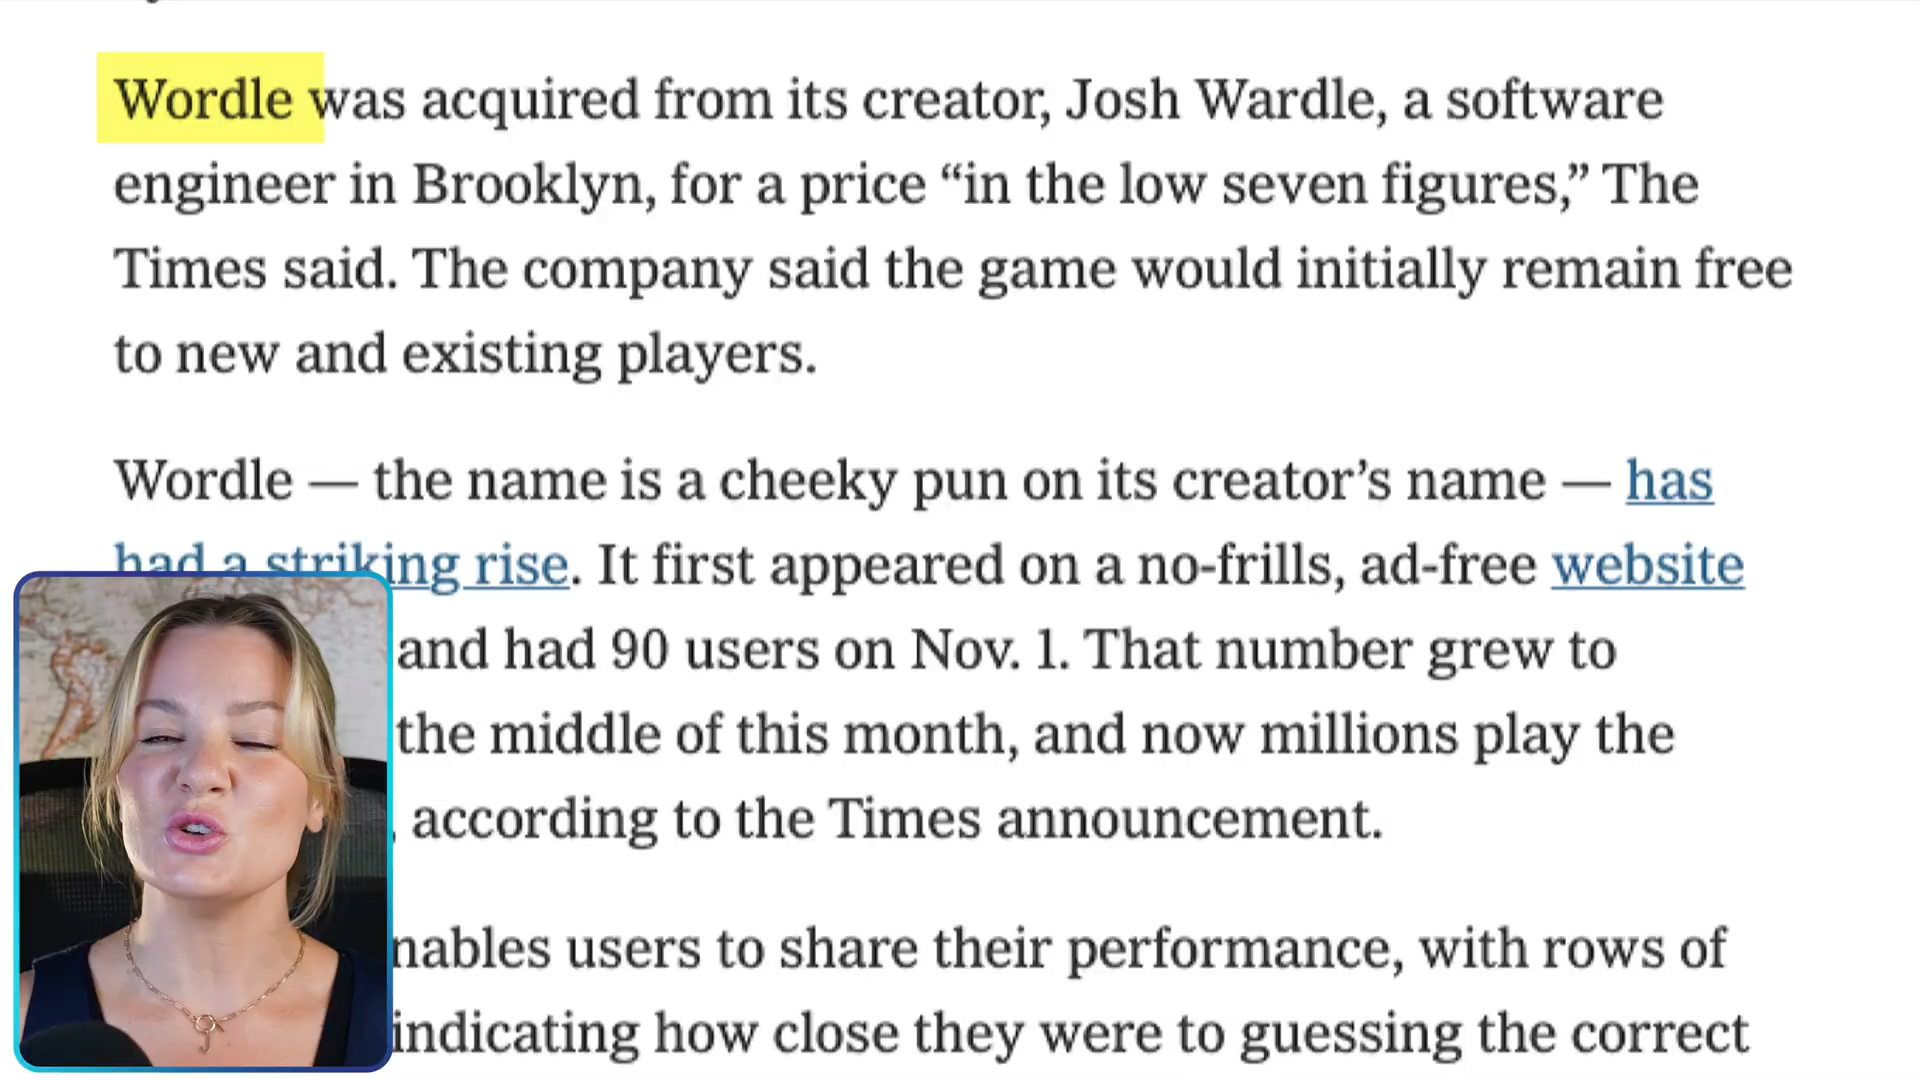 Wordle was acquired from its creator, Josh Wardle, a software
engineer in Brooklyn, for a price “in the low seven figures,” The
Times said. The company said the game would initially remain free
to new and existing players.
Wordle — the name is a cheeky pun on its creator’s name — has
had a striking rise. It first appeared on a no-frills, ad-free website
and had 90 users on Nov. 1. That number grew to
the middle of this month, and now millions play the
, according to the Times announcement.
nables users to share their performance, with rows of
indicating how close they were to guessing the correct